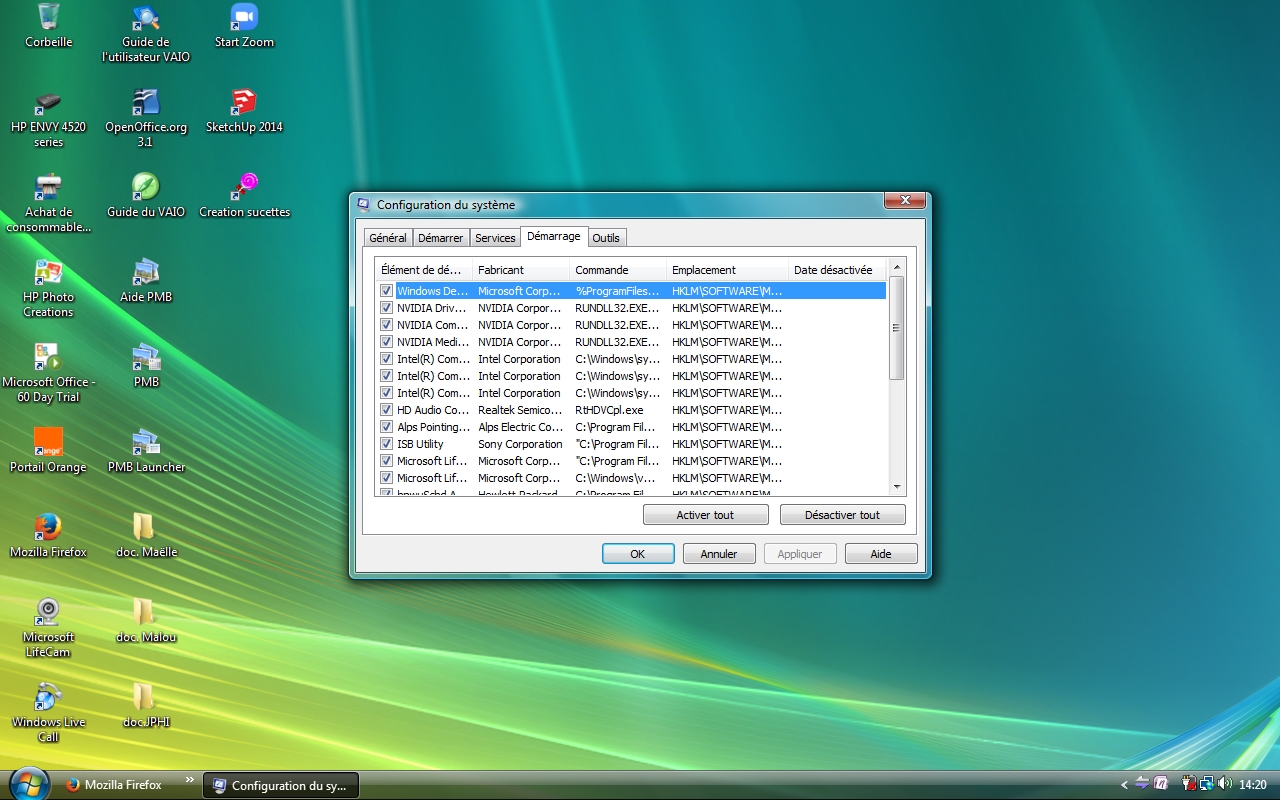 Corbeille
Guide de
l'utilisateur VAIO
Start Zoom
HP ENVY 4520
series
OpenOffice.org
3.1
SketchUp 2014
Achat de
consommable...
Guide du VAIO
Creation sucettes
HP Photo
Creations
Aide PMB
Microsoft Office -
60 Day Trial
PMB
Portail Orange
PMB Launcher
Mozilla Firefox
doc. Maëlle
Microsoft
LifeCam
doc. Malou
Windows Live
Call
doc.JPHI
Configuration du système
Général Démarrer Services Démarrage Outils
Élément de dé... Fabricant Commande Emplacement Date désactivée
Windows De... Microsoft Corp... %ProgramFiles... HKLM\SOFTWARE\M...
NVIDIA Driv... NVIDIA Corpor... RUNDLL32.EXE... HKLM\SOFTWARE\M...
NVIDIA Com... NVIDIA Corpor... RUNDLL32.EXE... HKLM\SOFTWARE\M...
NVIDIA Medi... NVIDIA Corpor... RUNDLL32.EXE... HKLM\SOFTWARE\M...
Intel(R) Com... Intel Corporation C:\Windows\sy... HKLM\SOFTWARE\M...
Intel(R) Com... Intel Corporation C:\Windows\sy... HKLM\SOFTWARE\M...
Intel(R) Com... Intel Corporation C:\Windows\sy... HKLM\SOFTWARE\M...
HD Audio Co... Realtek Semico... RtHDVCpl.exe HKLM\SOFTWARE\M...
Alps Pointing... Alps Electric Co... C:\Program Fil... HKLM\SOFTWARE\M...
ISB Utility Sony Corporation "C:\Program Fil... HKLM\SOFTWARE\M...
Microsoft Lif... Microsoft Corp... "C:\Program Fil... HKLM\SOFTWARE\M...
Microsoft Lif... Microsoft Corp... C:\Windows\v... HKLM\SOFTWARE\M...
hpwuSchd A... Hewlett-Packard C:\Program Fil... HKLM\SOFTWARE\M...
Activer tout Désactiver tout
OK Annuler Appliquer Aide
Mozilla Firefox
Configuration du sy...
14:20